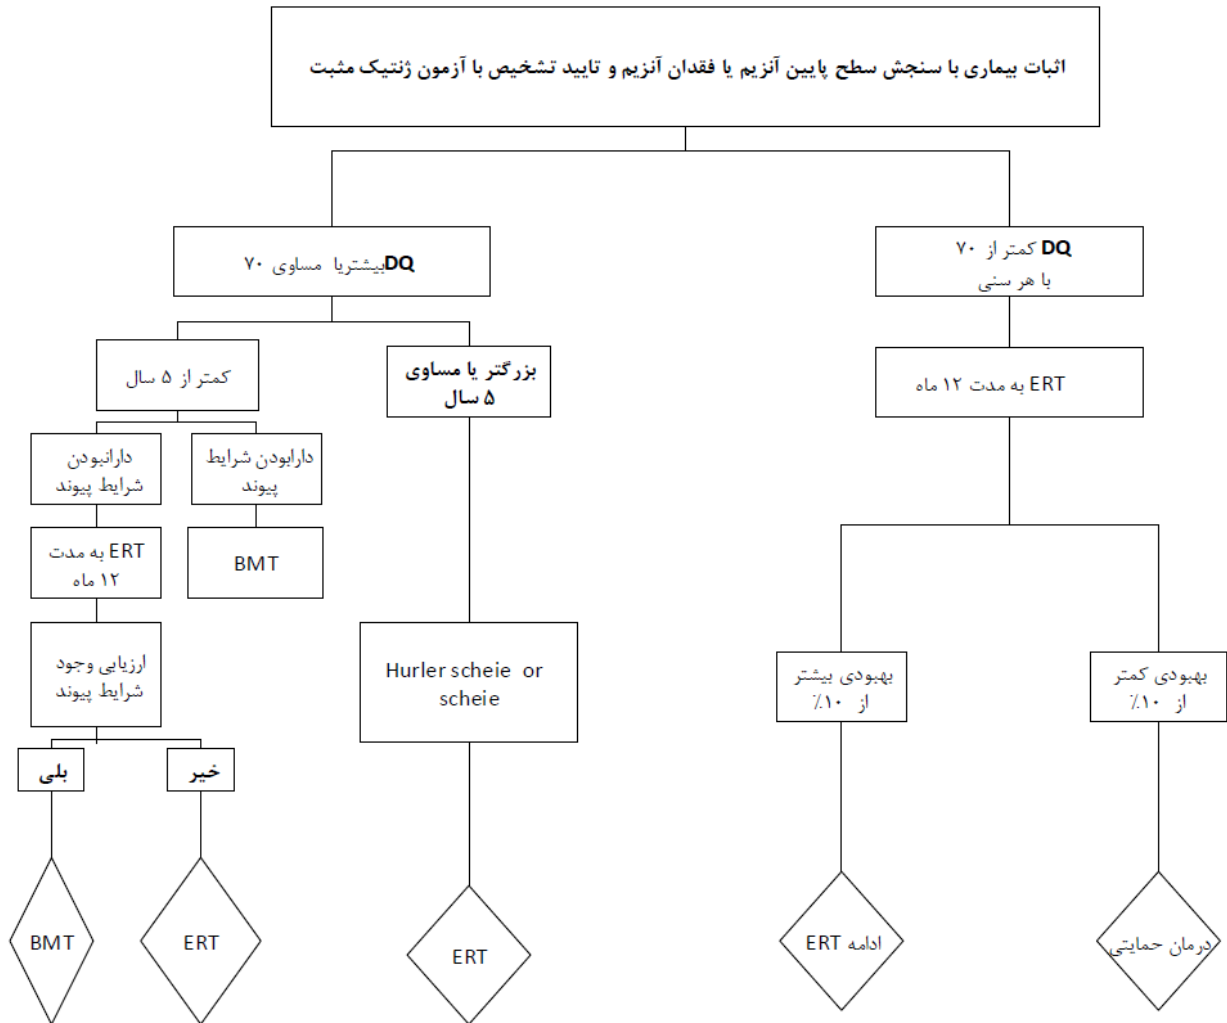 اثبات بیماری با سنجش سطح پایین آنزیم یا فقدان آنزیم و تایید تشخیص با آزمون ژنتیک مثبت
DQ کمتر از ۷۰
با هر سنی
DQبیشتریا مساوی ۷۰
ERT به مدت ۱۲ ماه
بزرگتر یا مساوی
۵ سال
کمتر از ۵ سال
دارابودن شرایط
پیوند
دارانبودن
شرایط پیوند
BMT
ERT به مدت
۱۲ ماه
Hurler scheie or
scheie
ارزیابی وجود
شرایط پیوند
بهبودی کمتر
از ۱۰٪
بهبودی بیشتر
از ۱۰٪
خیر
بلی
درمان حمایتی
ادامه ERT
ERT
ERT
BMT